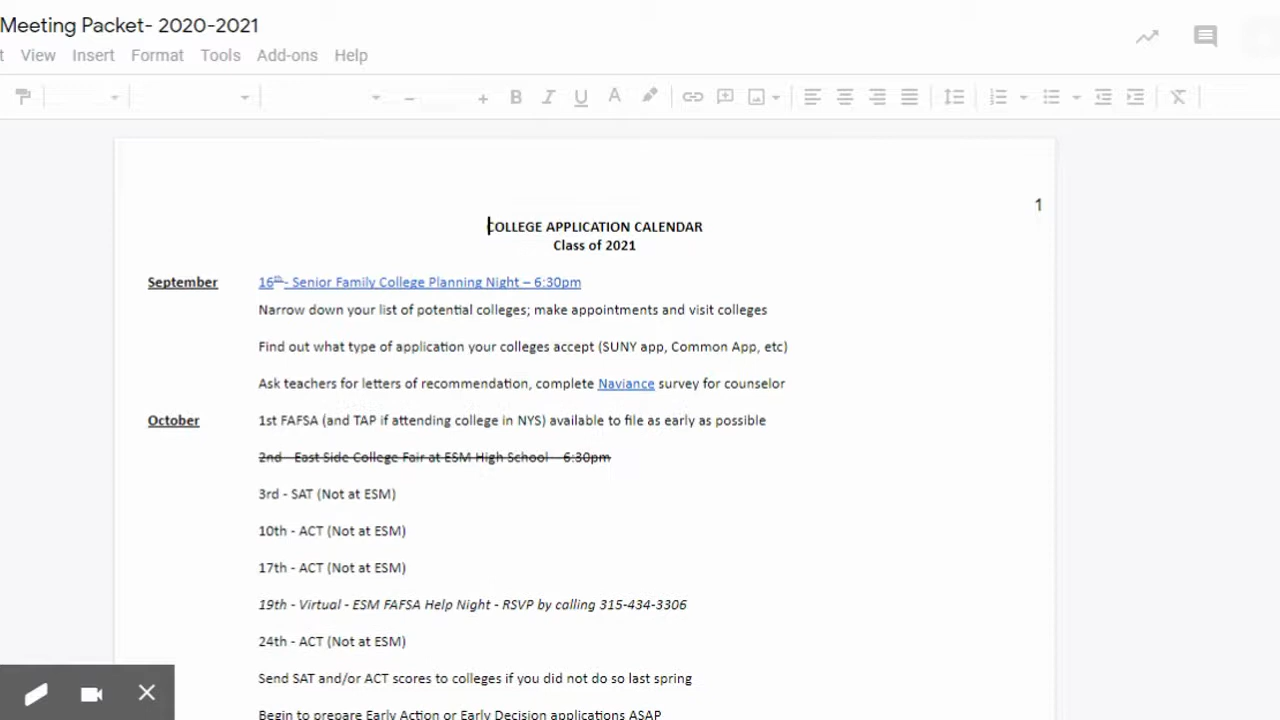 Meeting Packet- 2020-2021
View Insert Format Tools Add-ons Help
1
COLLEGE APPLICATION CALENDAR
Class of 2021
September 16th- Senior Family College Planning Night – 6:30pm
Narrow down your list of potential colleges; make appointments and visit colleges
Find out what type of application your colleges accept (SUNY app, Common App, etc)
Ask teachers for letters of recommendation, complete Naviance survey for counselor
October 1st FAFSA (and TAP if attending college in NYS) available to file as early as possible
2nd - East Side College Fair at ESM High School - 6:30pm
3rd - SAT (Not at ESM)
10th - ACT (Not at ESM)
17th - ACT (Not at ESM)
19th - Virtual - ESM FAFSA Help Night - RSVP by calling 315-434-3306
24th - ACT (Not at ESM)
Send SAT and/or ACT scores to colleges if you did not do so last spring
Begin to prepare Early Action or Early Decision applications ASAP